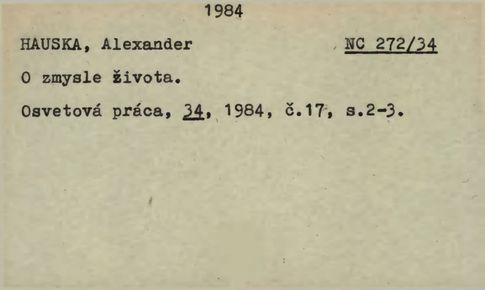 1984
HAUSKA, Alexander NC 272/34
O zmysle života.
Osvetová práca, 34, 1984, č.17, s.2-3.